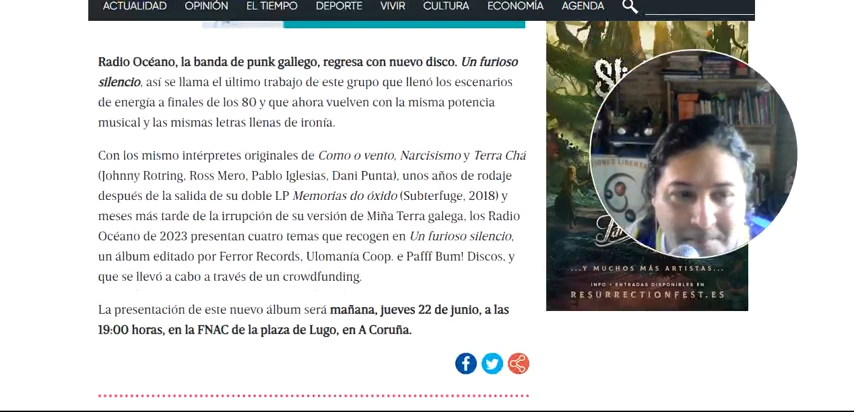 ACTUALIDAD OPINIÓN EL TIEMPO DEPORTE VIVIR CULTURA ECONOMÍA AGENDA
Radio Océano, la banda de punk gallego, regresa con nuevo disco. Un furioso
silencio, así se llama el último trabajo de este grupo que llenó los escenarios
de energía a finales de los 80 y que ahora vuelven con la misma potencia
musical y las mismas letras llenas de ironía.
Con los mismo intérpretes originales de Como o vento, Narcisismo y Terra Chá
(Johnny Rotring, Ross Mero, Pablo Iglesias, Dani Punta), unos años de rodaje
después de la salida de su doble LP Memorias do óxido (Subterfuge, 2018) y
meses más tarde de la irrupción de su versión de Miña Terra galega, los Radio
Océano de 2023 presentan cuatro temas que recogen en Un furioso silencio,
un álbum editado por Ferror Records, Ulomanía Coop. e Pafff Bum! Discos, y
que se llevó a cabo a través de un crowdfunding.
La presentación de este nuevo álbum será mañana, jueves 22 de junio, a las
19:00 horas, en la FNAC de la plaza de Lugo, en A Coruña.
...Y MUCHOS MÁS ARTISTAS...
INFO + ENTRADAS DISPONIBLES EN
RESURRECTIONFEST.ES